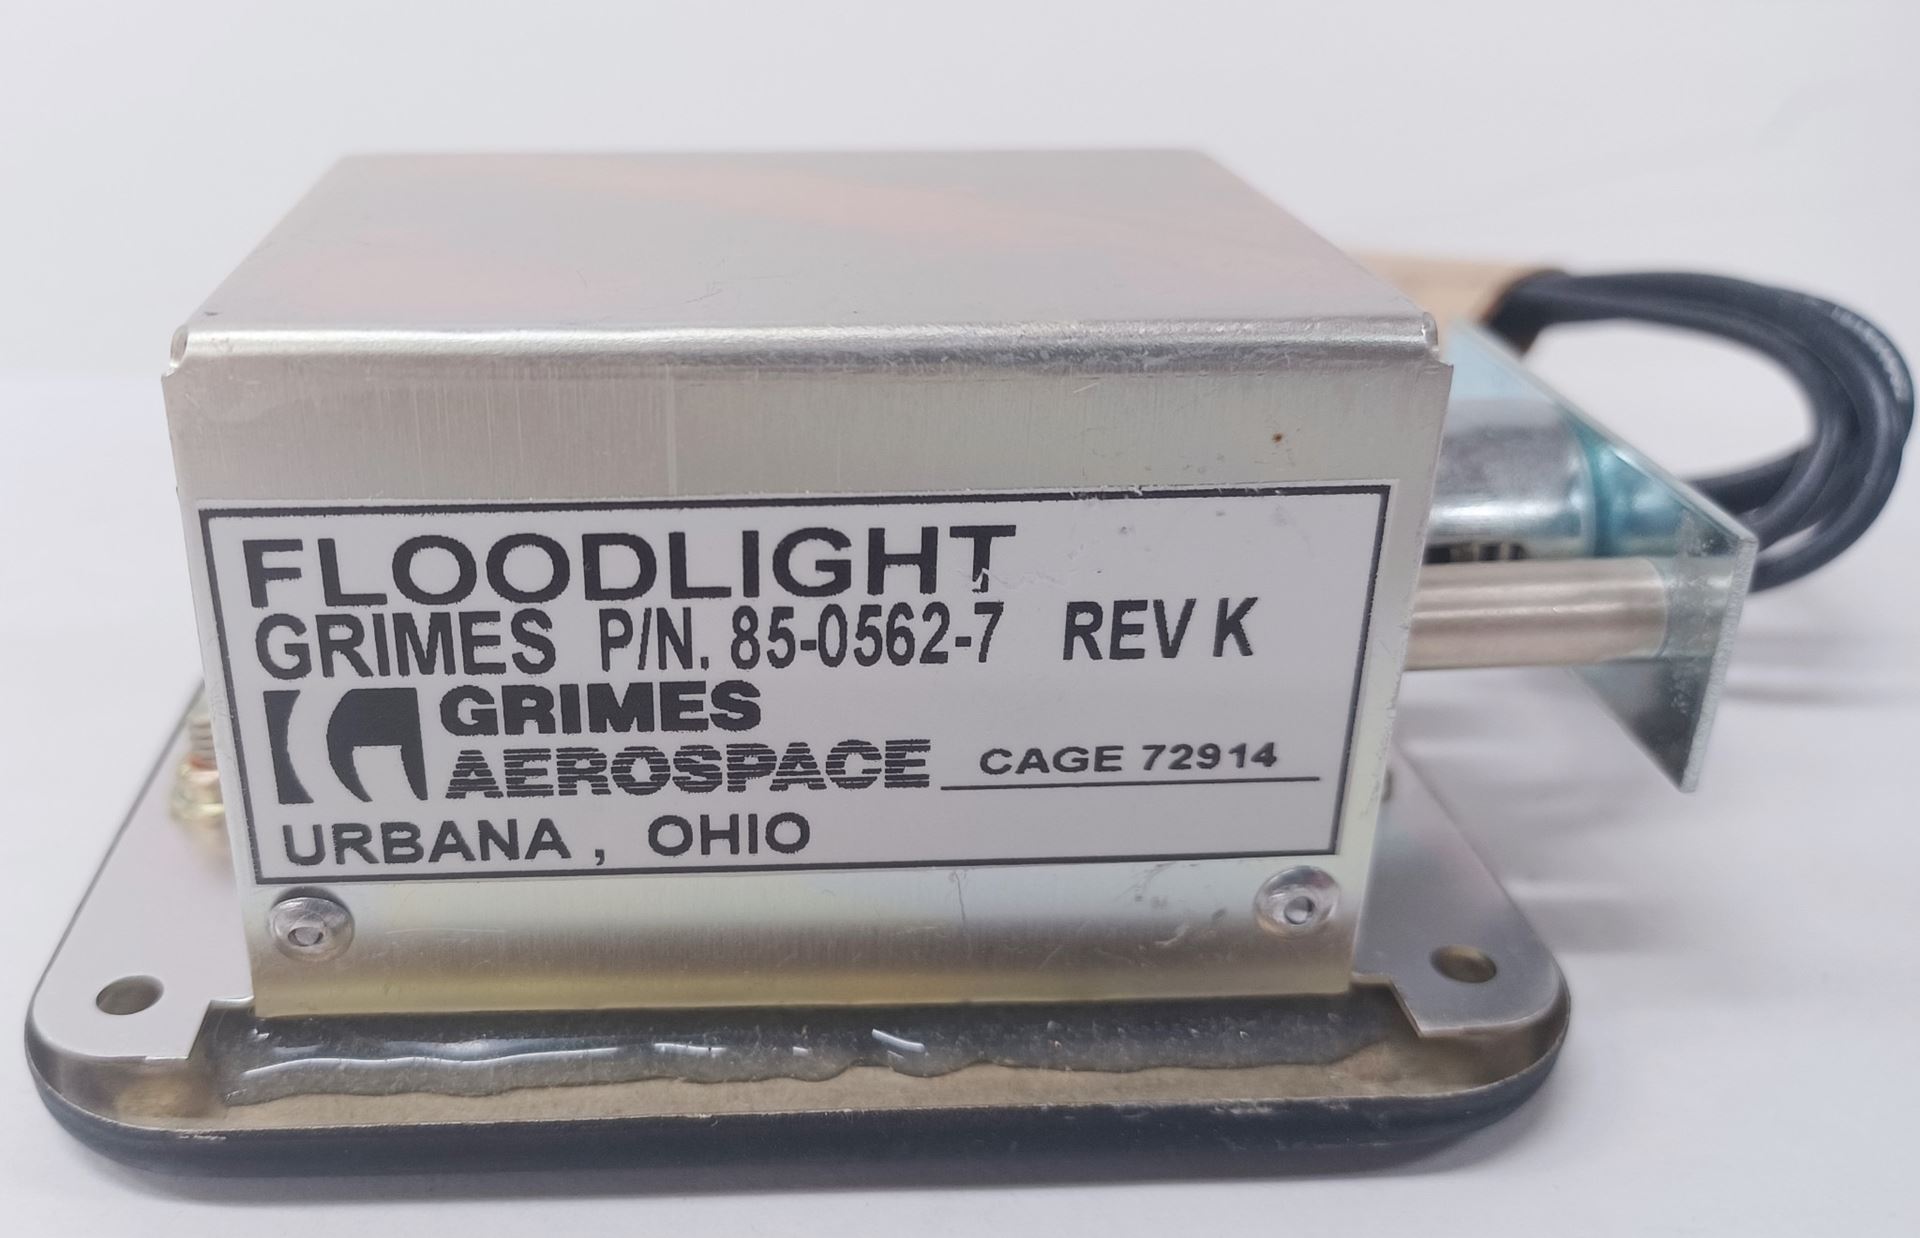 FLOODLIGHT
GRIMES P/N. 85-0562-7 REV K
GRIMES
AEROSPACE CAGE 72914
URBANA, OHIO